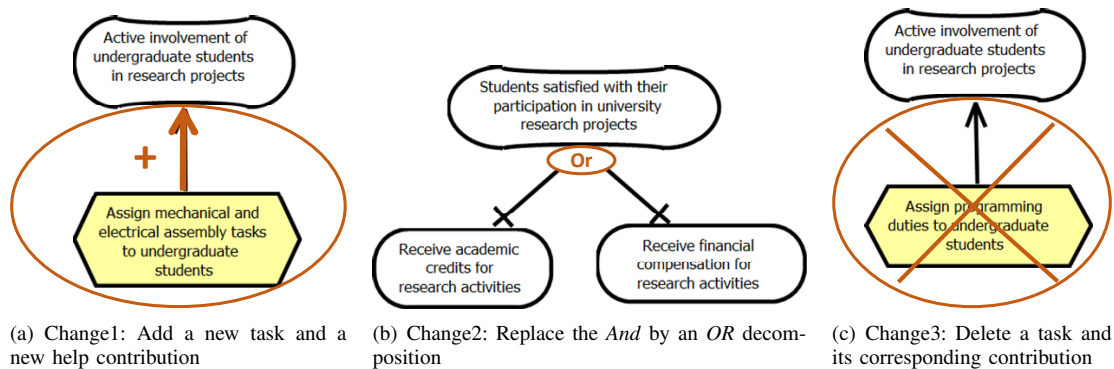 Active involvement of
undergraduate students
in research projects
+
Assign mechanical and
electrical assembly tasks
to undergraduate
students
(a) Change1: Add a new task and a
new help contribution
Students satisfied with their
participation in university
research projects
Or
Receive academic
credits for
research activities
Receive financial
compensation for
research activities
(b) Change2: Replace the And by an OR decom-
position
Active involvement of
undergraduate students
in research projects
Assign programming
duties to undergraduate
students
(c) Change3: Delete a task and
its corresponding contribution